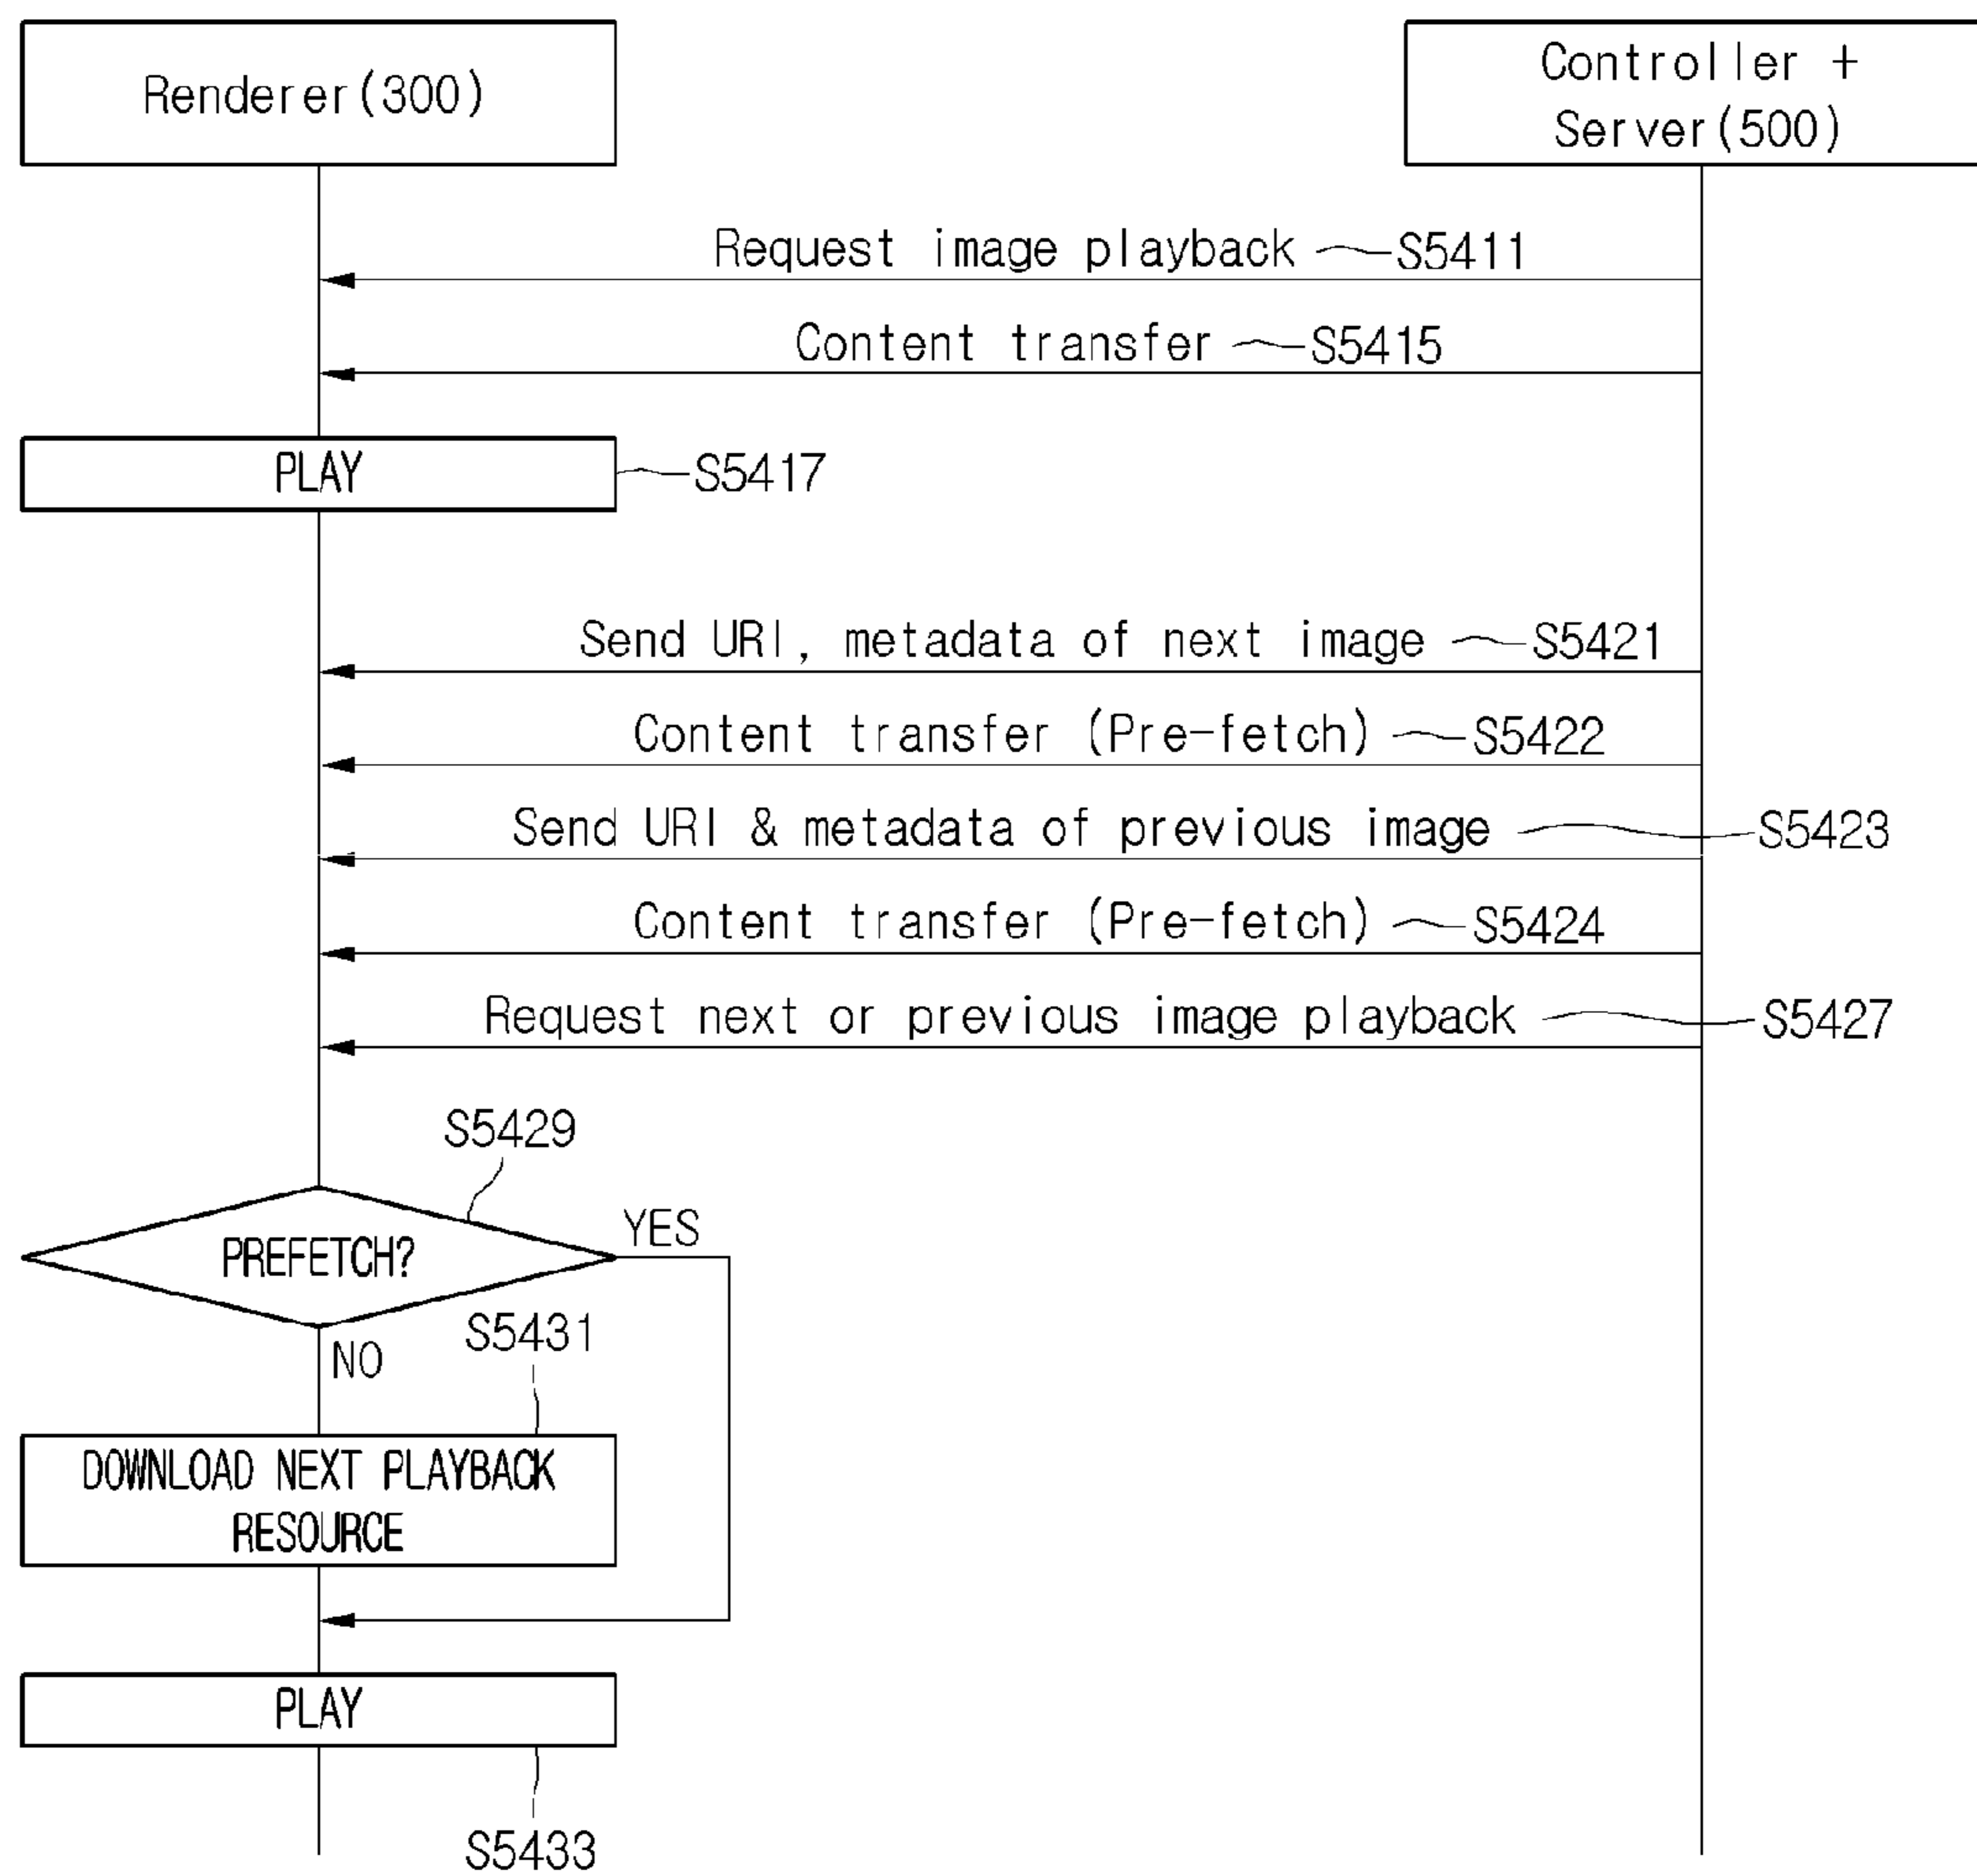 Renderer(300)
Controller +
Server(500)
Request image playback S5411
Content transfer S5415
PLAY S5417
Send URI, metadata of next image S5421
Content transfer (Pre-fetch) S5422
Send URI & metadata of previous image S5423
Content transfer (Pre-fetch) S5424
Request next or previous image playback S5427
S5429
PREFETCH?
YES
NO
S5431
DOWNLOAD NEXT PLAYBACK
RESOURCE
PLAY
S5433